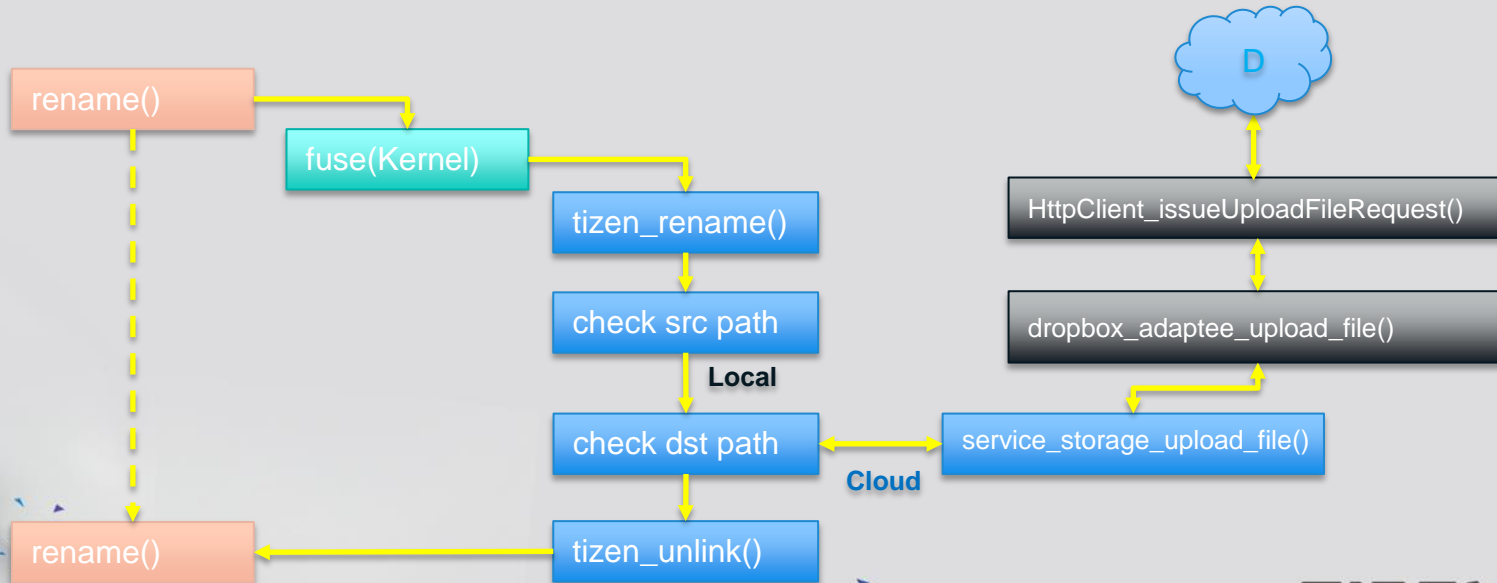 D
rename()
fuse(Kernel)
HttpClient_issueUploadFileRequest()
tizen_rename()
check src path
dropbox_adaptee_upload_file()
Local
check dst path
service_storage_upload_file()
Cloud
rename()
tizen_unlink()